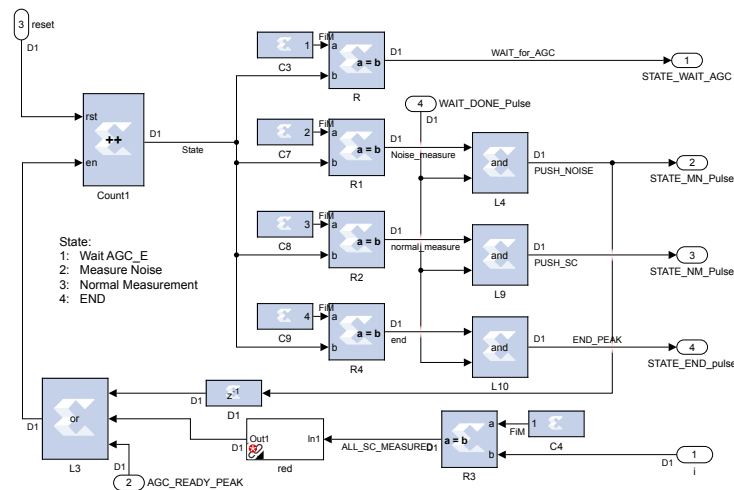 3
reset
D1
rst
++
en
Count1
D1
State
1
FiM
C3
a
b
a = b
R
D1
WAIT_for_AGC
1
STATE_WAIT_AGC
4
WAIT_DONE_Pulse
D1
2
FiM
C7
a
b
a = b
R1
D1
Noise_measure
and
L4
D1
PUSH_NOISE
2
STATE_MN_Pulse
3
FiM
C8
a
b
a = b
R2
D1
normal_measure
and
L9
D1
PUSH_SC
3
STATE_NM_Pulse
State:
1: Wait AGC_E
2: Measure Noise
3: Normal Measurement
4: END
4
FiM
C9
a
b
a = b
R4
D1
end
and
L10
D1
END_PEAK
4
STATE_END_pulse
D1
or
L3
D1
z-1
D1
D1
Out1
In1
red
D1
ALL_SC_MEASURED
D1
a = b
a
b
R3
FiM
1
C4
D1
1
i
D1
2
AGC_READY_PEAK